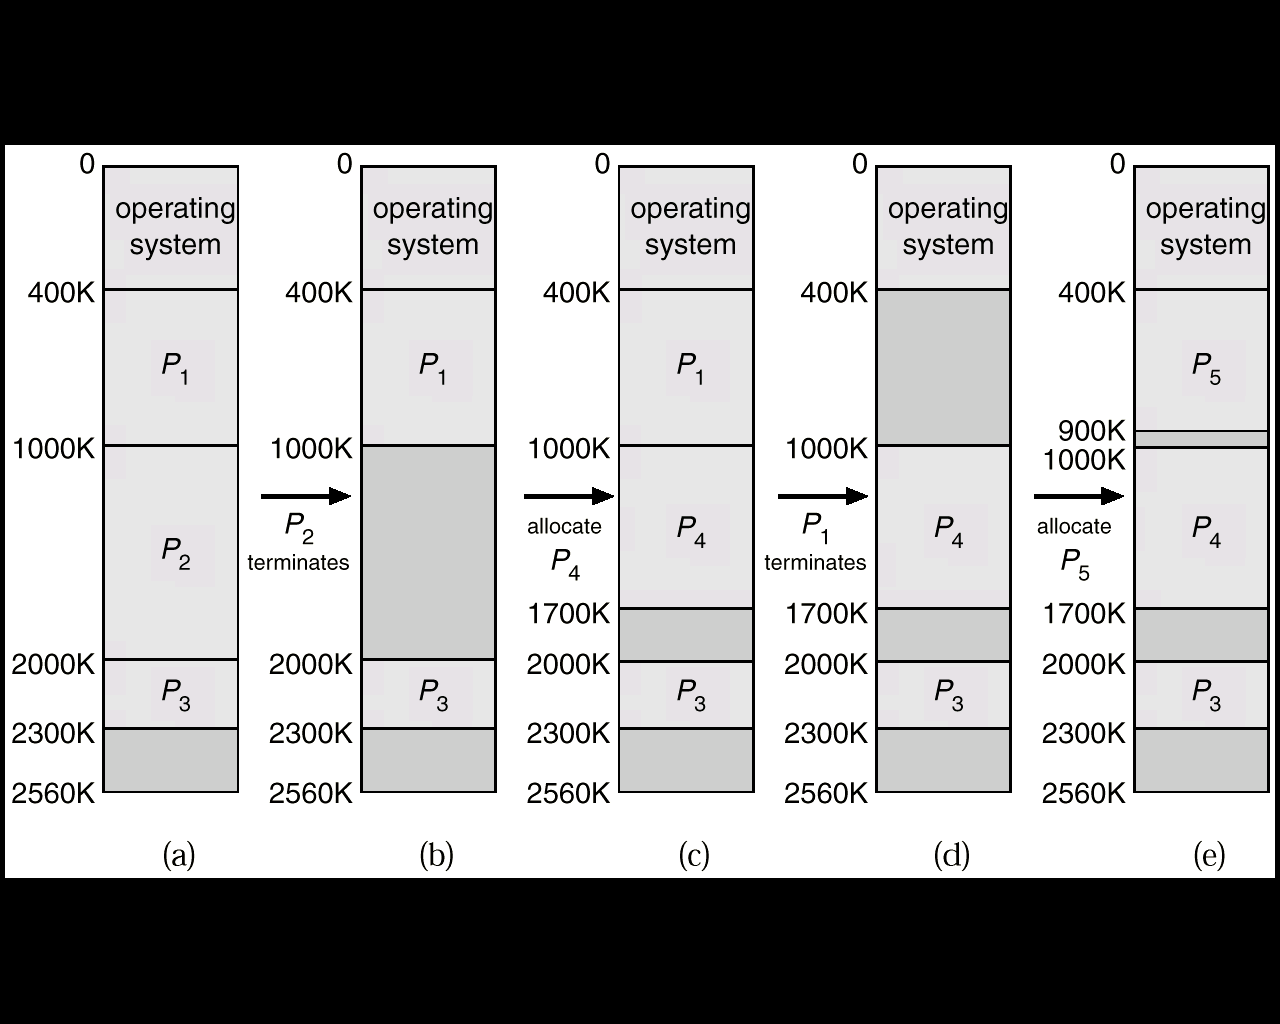 0
operating
system
400K
P1
1000K
P2
2000K
P3
2300K
2560K
(a)
P2
terminates
0
operating
system
400K
P1
1000K
2000K
P3
2300K
2560K
(b)
allocate
P4
0
operating
system
400K
P1
1000K
P4
1700K
2000K
P3
2300K
2560K
(c)
P1
terminates
0
operating
system
400K
1000K
P4
1700K
2000K
P3
2300K
2560K
(d)
allocate
P5
0
operating
system
400K
P5
900K
1000K
P4
1700K
2000K
P3
2300K
2560K
(e)